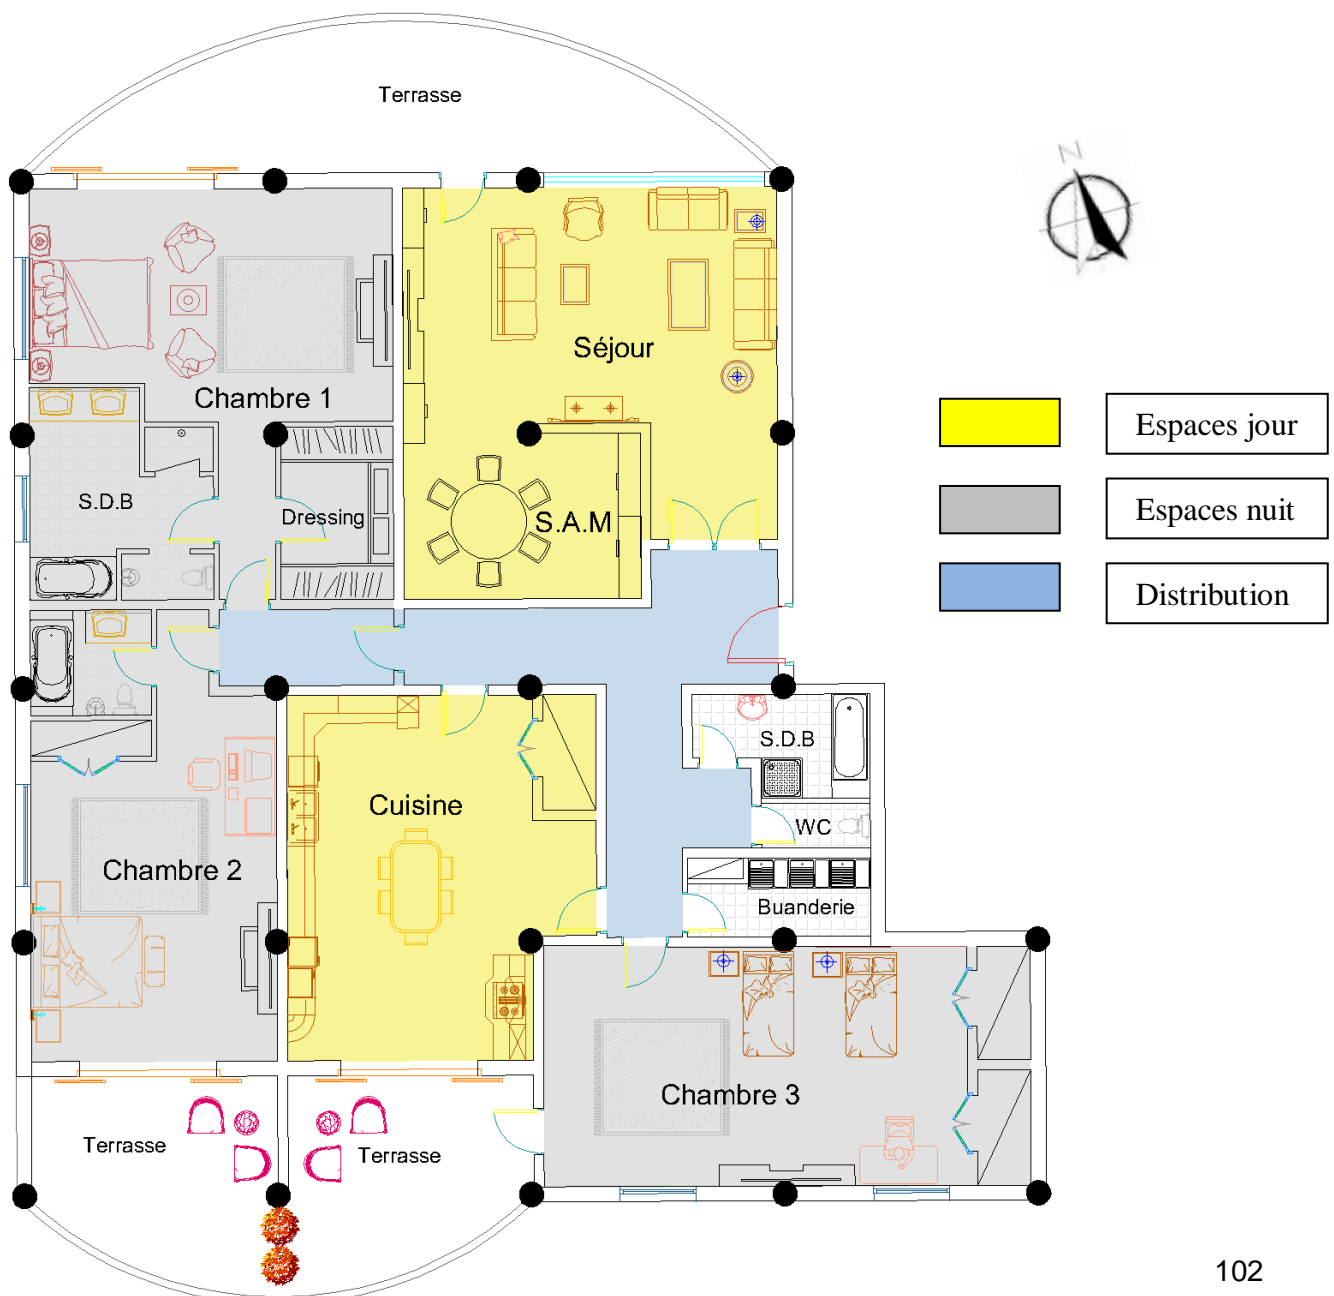 Terrasse
N
Séjour
Chambre 1
Espaces jour
S.D.B
Dressing
S.A.M
Espaces nuit
Distribution
S.D.B
Cuisine
WC
Chambre 2
Buanderie
Chambre 3
Terrasse
Terrasse
102